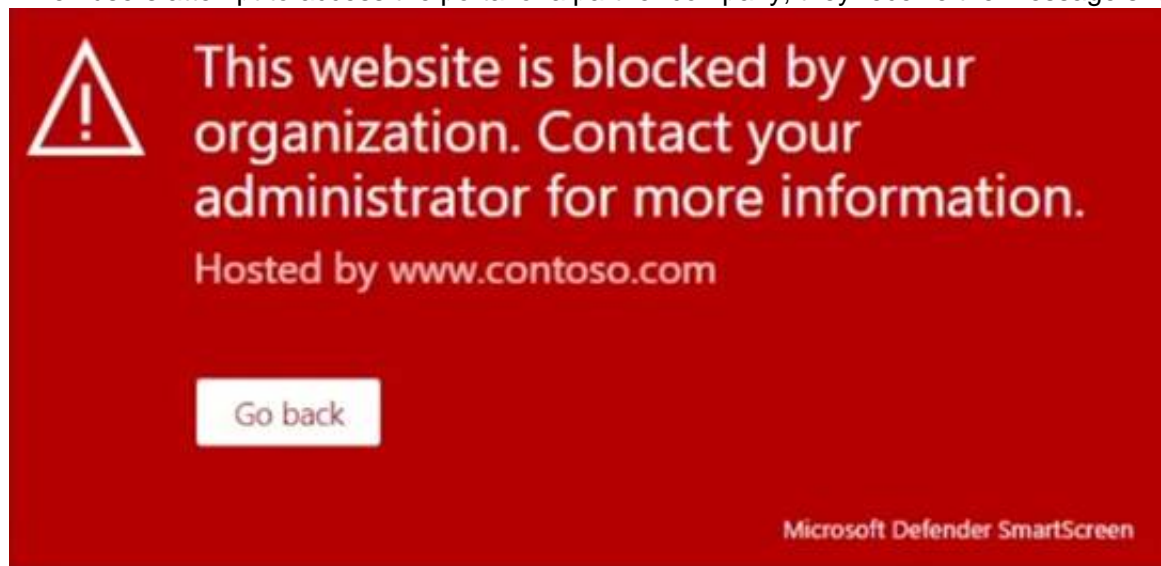 This website is blocked by your
organization. Contact your
administrator for more information.
Hosted by www.contoso.com
Go back
Microsoft Defender SmartScreen